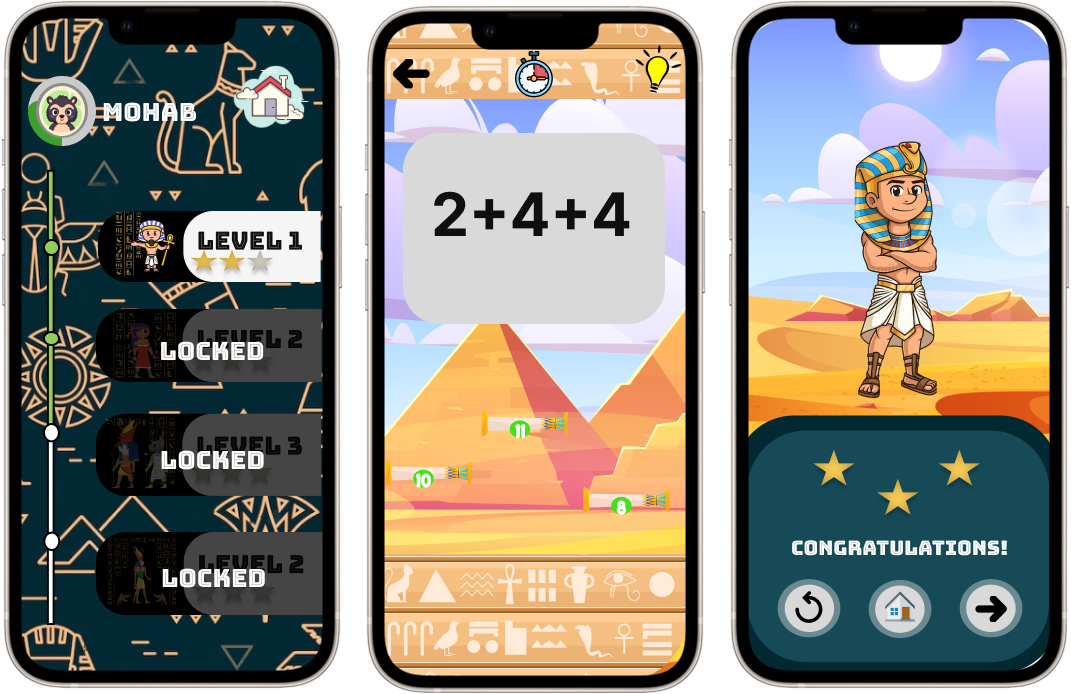 MOHAB
LEVEL 1
LEVEL 2
LOCKED
LEVEL 3
LOCKED
LEVEL 2
LOCKED
2+4+4
11
10
8
CONGRATULATIONS!